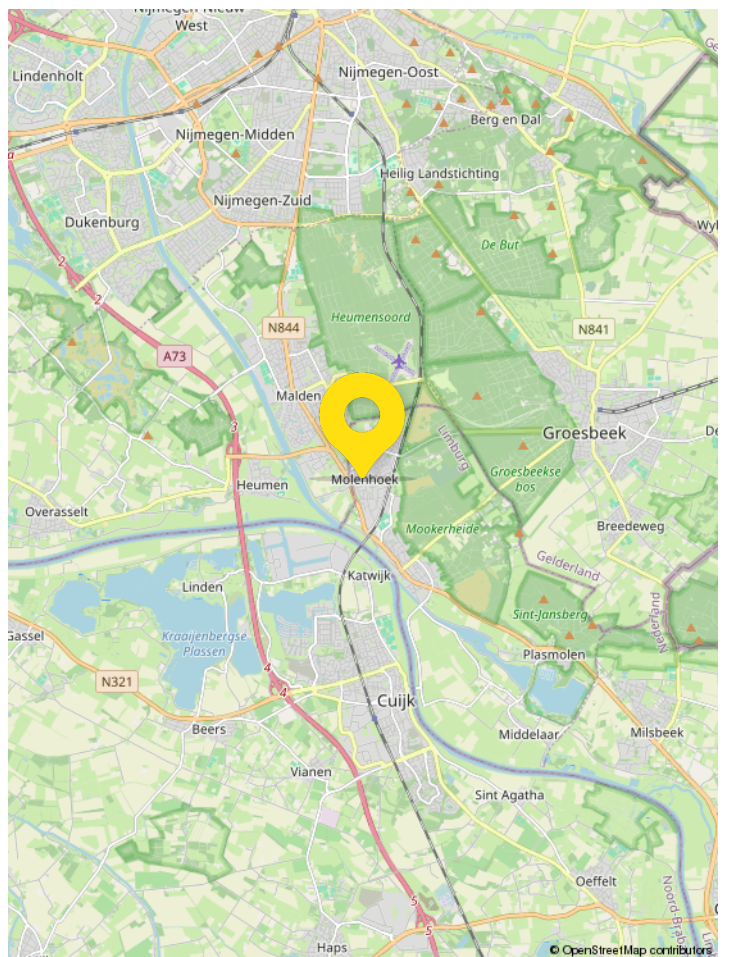 Nijmegen-Nieuw
West
Lindenholt
Nijmegen-Oost
Berg en Dal
Nijmegen-Midden
Heilig Landstichting
Nijmegen-Zuid
Dukenburg
De But
2
2
Heumensoord
N844
N841
A73
Malden
3
Limburg
Groesbeek
Groesbeekse
bos
Molenhoek
Heumen
Overasselt
Mookerheide
Breedeweg
Gelderland
Katwijk
Linden
Sint-Jansberg
Nederland
Gassel
Kraaijenbergse
Plassen
Plasmolen
4
4
N321
Cuijk
Beers
Middelaar
Milsbeek
Vianen
Sint Agatha
Oeffelt
5
5
Haps
© OpenStreetMap contributors